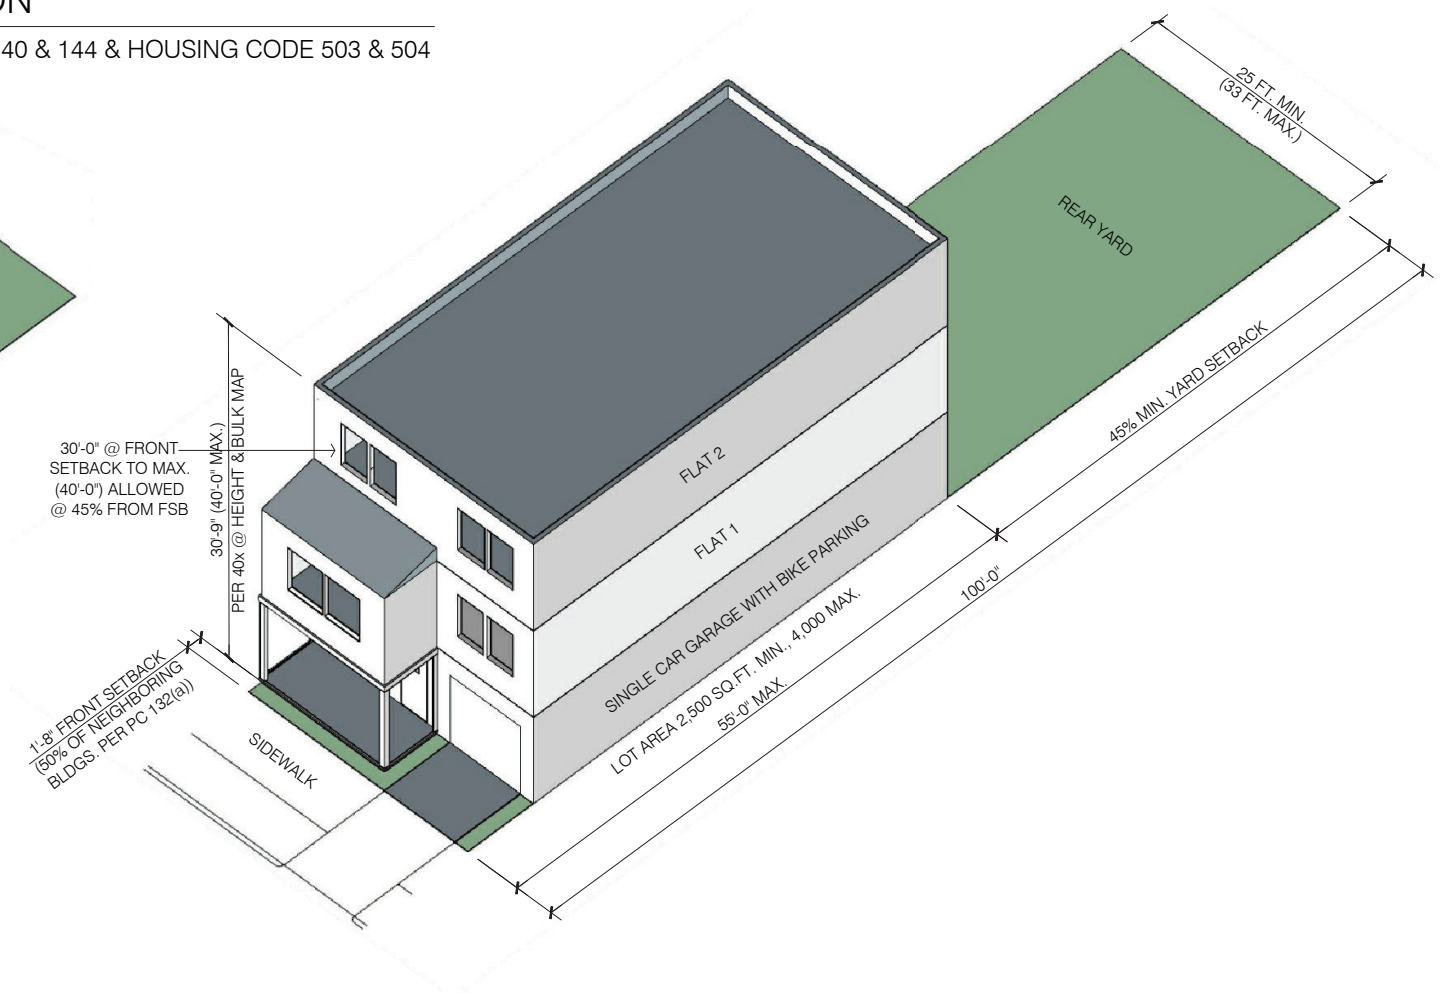 ON
40 & 144 & HOUSING CODE 503 & 504
25 FT. MIN.
(33 FT. MAX.)
REAR YARD
45% MIN. YARD SETBACK
30'-0" @ FRONT
SETBACK TO MAX.
(40'-0") ALLOWED
@ 45% FROM FSB
30'-9" (40'-0" MAX.)
PER 40x @ HEIGHT & BULK MAP
FLAT 2
FLAT 1
SINGLE CAR GARAGE WITH BIKE PARKING
LOT AREA 2,500 SQ.FT. MIN., 4,000 MAX.
55'-0" MAX.
100'-0"
1'-8" FRONT SETBACK
(50% OF NEIGHBORING
BLDGS. PER PC 132(a))
SIDEWALK